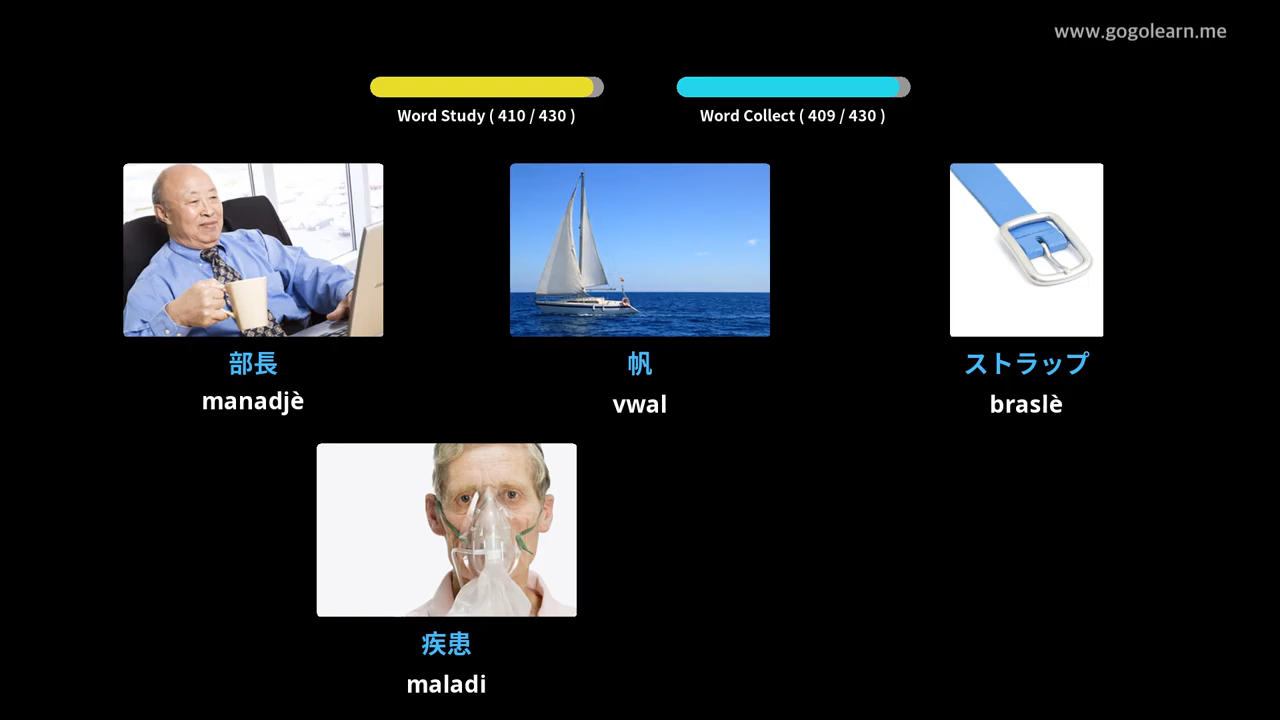 www.gogolearn.me
Word Study ( 410 / 430 )
Word Collect ( 409 / 430 )
部長
manadjè
帆
vwal
ストラップ
braslè
疾患
maladi